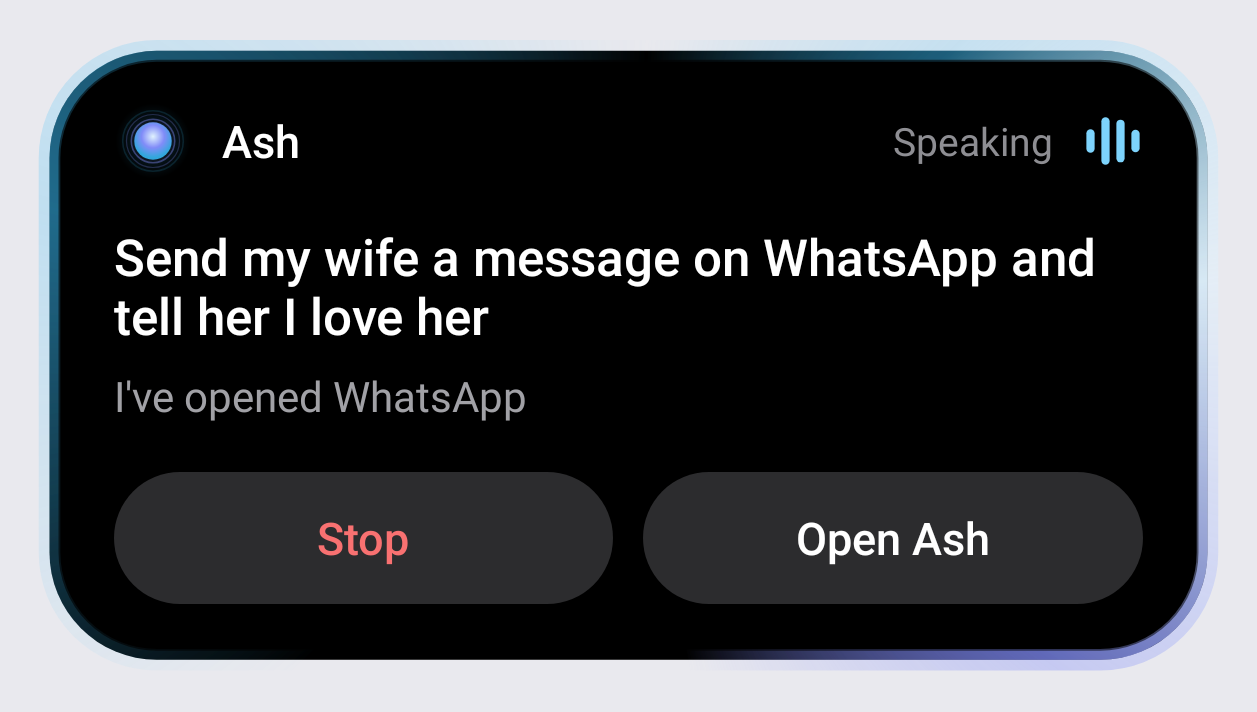 Ash
Speaking
Send my wife a message on WhatsApp and
tell her I love her
I've opened WhatsApp
Stop
Open Ash